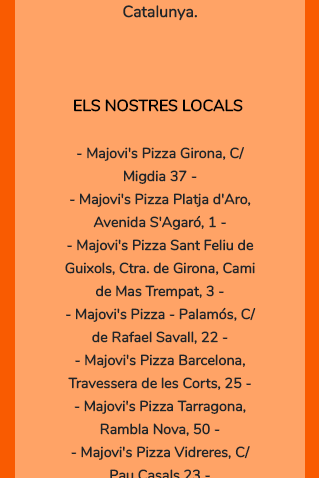 Catalunya.
ELS NOSTRES LOCALS
- Majovi's Pizza Girona, C/
Migdia 37 -
- Majovi's Pizza Platja d'Aro,
Avenida S'Agaró, 1 -
- Majovi's Pizza Sant Feliu de
Guixols, Ctra. de Girona, Cami
de Mas Trempat, 3 -
- Majovi's Pizza - Palamós, C/
de Rafael Savall, 22 -
- Majovi's Pizza Barcelona,
Travessera de les Corts, 25 -
- Majovi's Pizza Tarragona,
Rambla Nova, 50 -
- Majovi's Pizza Vidreres, C/
Pau Casals 23 -